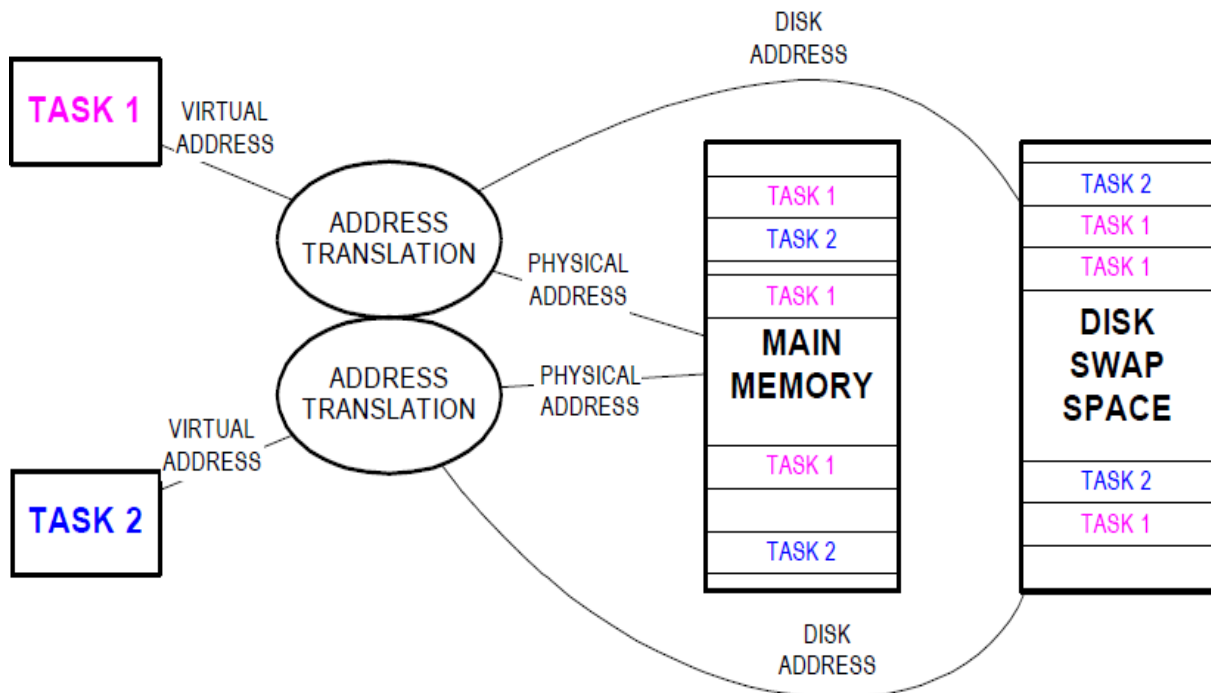 DISK
ADDRESS
TASK 1
VIRTUAL
ADDRESS
ADDRESS
TRANSLATION
PHYSICAL
ADDRESS
ADDRESS
TRANSLATION
PHYSICAL
ADDRESS
VIRTUAL
ADDRESS
TASK 2
TASK 1
TASK 2
TASK 1
MAIN
MEMORY
TASK 1
TASK 2
TASK 2
TASK 1
TASK 1
DISK
SWAP
SPACE
TASK 2
TASK 1
DISK
ADDRESS